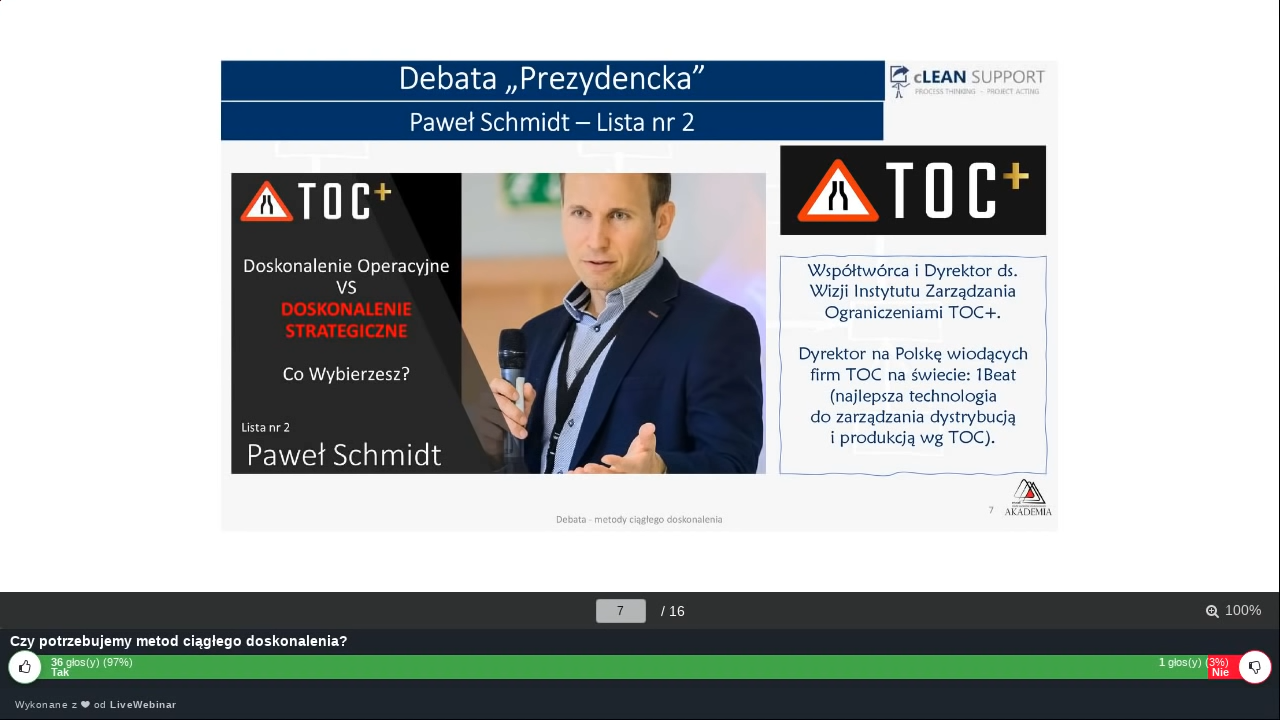 Debata „Prezydencka”
cLEAN SUPPORT
PROCESS THINKING - PROJECT ACTING
Paweł Schmidt – Lista nr 2
TOC+
Doskonalenie Operacyjne
VS
DOSKONALENIE
STRATEGICZNE
Co Wybierzesz?
Lista nr 2
Paweł Schmidt
TOC+
Współtwórca i Dyrektor ds.
Wizji Instytutu Zarządzania
Ograniczeniami TOC+.
Dyrektor na Polskę wiodących
firm TOC na świecie: 1Beat
(najlepsza technologia
do zarządzania dystrybucją
i produkcją wg TOC).
Debata - metody ciągłego doskonalenia
7
AKADEMIA
7 / 16
100%
Czy potrzebujemy metod ciągłego doskonalenia?
36 głos(y) (97%)
Tak
1 głos(y) (3%)
Nie
Wykonane z ❤ od LiveWebinar